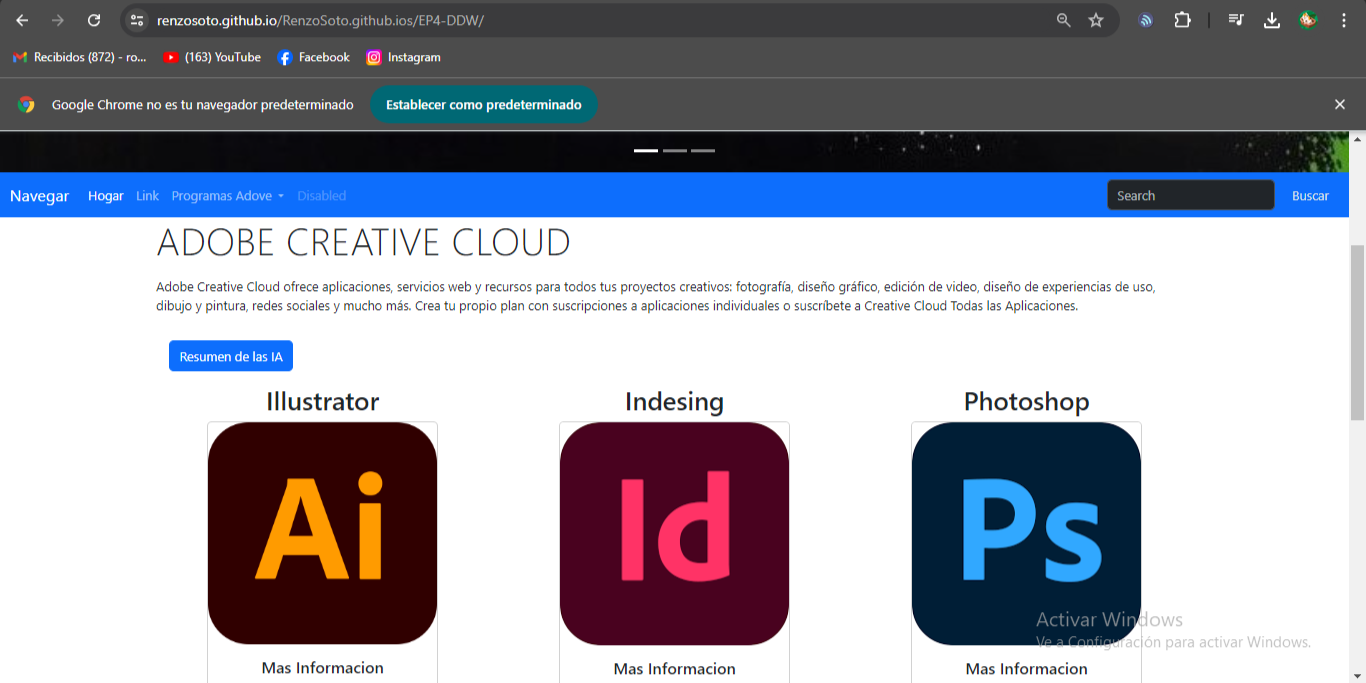 renzosoto.github.io/RenzoSoto.github.ios/EP4-DDW/
Recibidos (872) - ro... (163) YouTube Facebook Instagram
Google Chrome no es tu navegador predeterminado Establecer como predeterminado
Navegar Hogar Link Programas Adove Disabled Search Buscar
ADOBE CREATIVE CLOUD
Adobe Creative Cloud ofrece aplicaciones, servicios web y recursos para todos tus proyectos creativos: fotografía, diseño gráfico, edición de video, diseño de experiencias de uso,
dibujo y pintura, redes sociales y mucho más. Crea tu propio plan con suscripciones a aplicaciones individuales o suscríbete a Creative Cloud Todas las Aplicaciones.
Resumen de las IA
Illustrator Indesing Photoshop
Ai Id Ps
Activar Windows
Ve a Configuración para activar Windows.
Mas Informacion Mas Informacion Mas Informacion